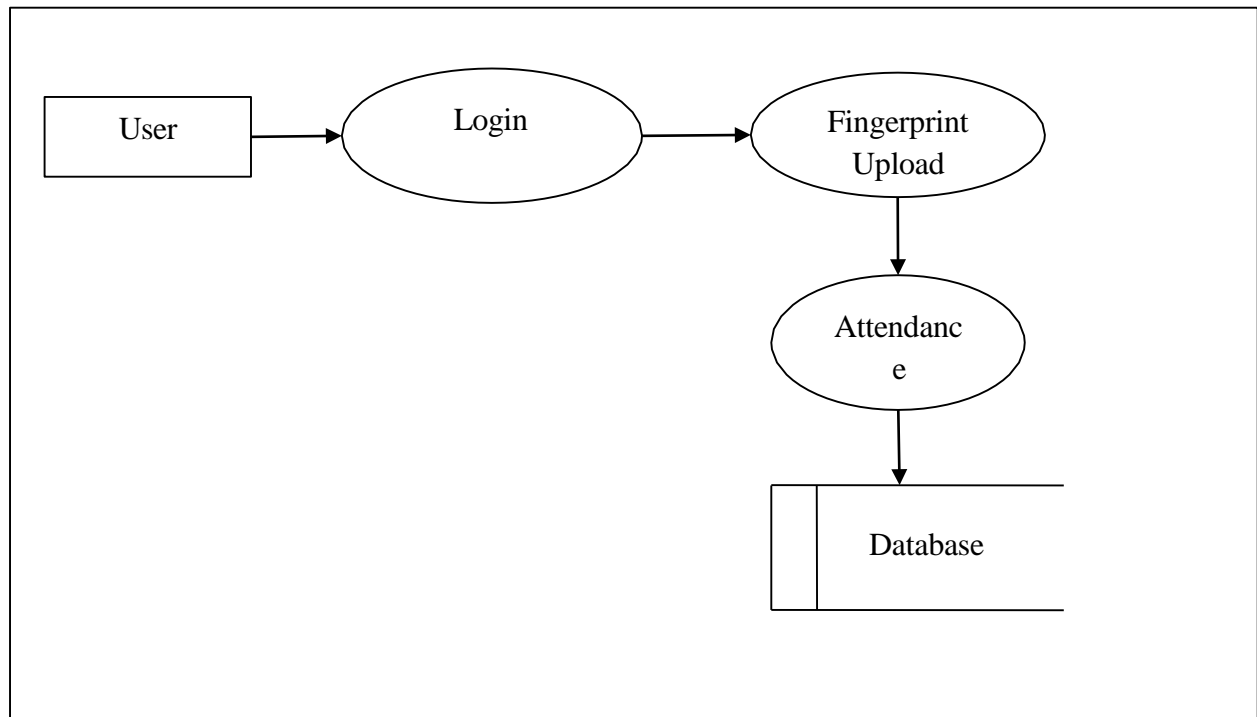 User
Login
Fingerprint
Upload
Attendanc
e
Database